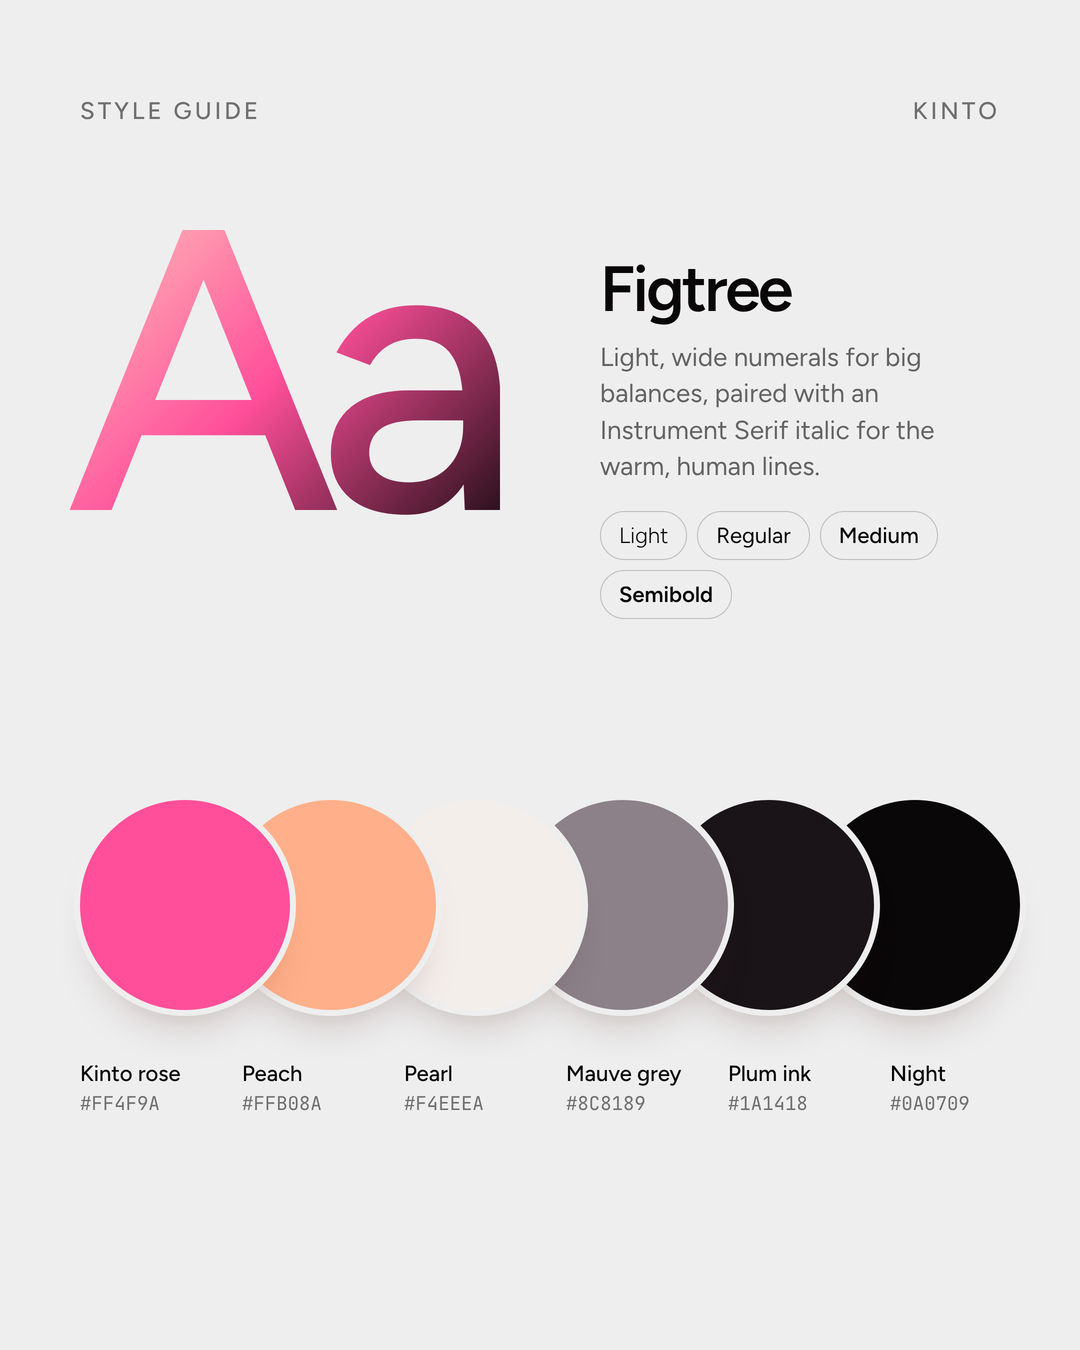 STYLE GUIDE
KINTO
Aa
Figtree
Light, wide numerals for big
balances, paired with an
Instrument Serif italic for the
warm, human lines.
Light
Regular
Medium
Semibold
Kinto rose
#FF4F9A
Peach
#FFB08A
Pearl
#F4EEEA
Mauve grey
#8C8189
Plum ink
#1A1418
Night
#0A0709